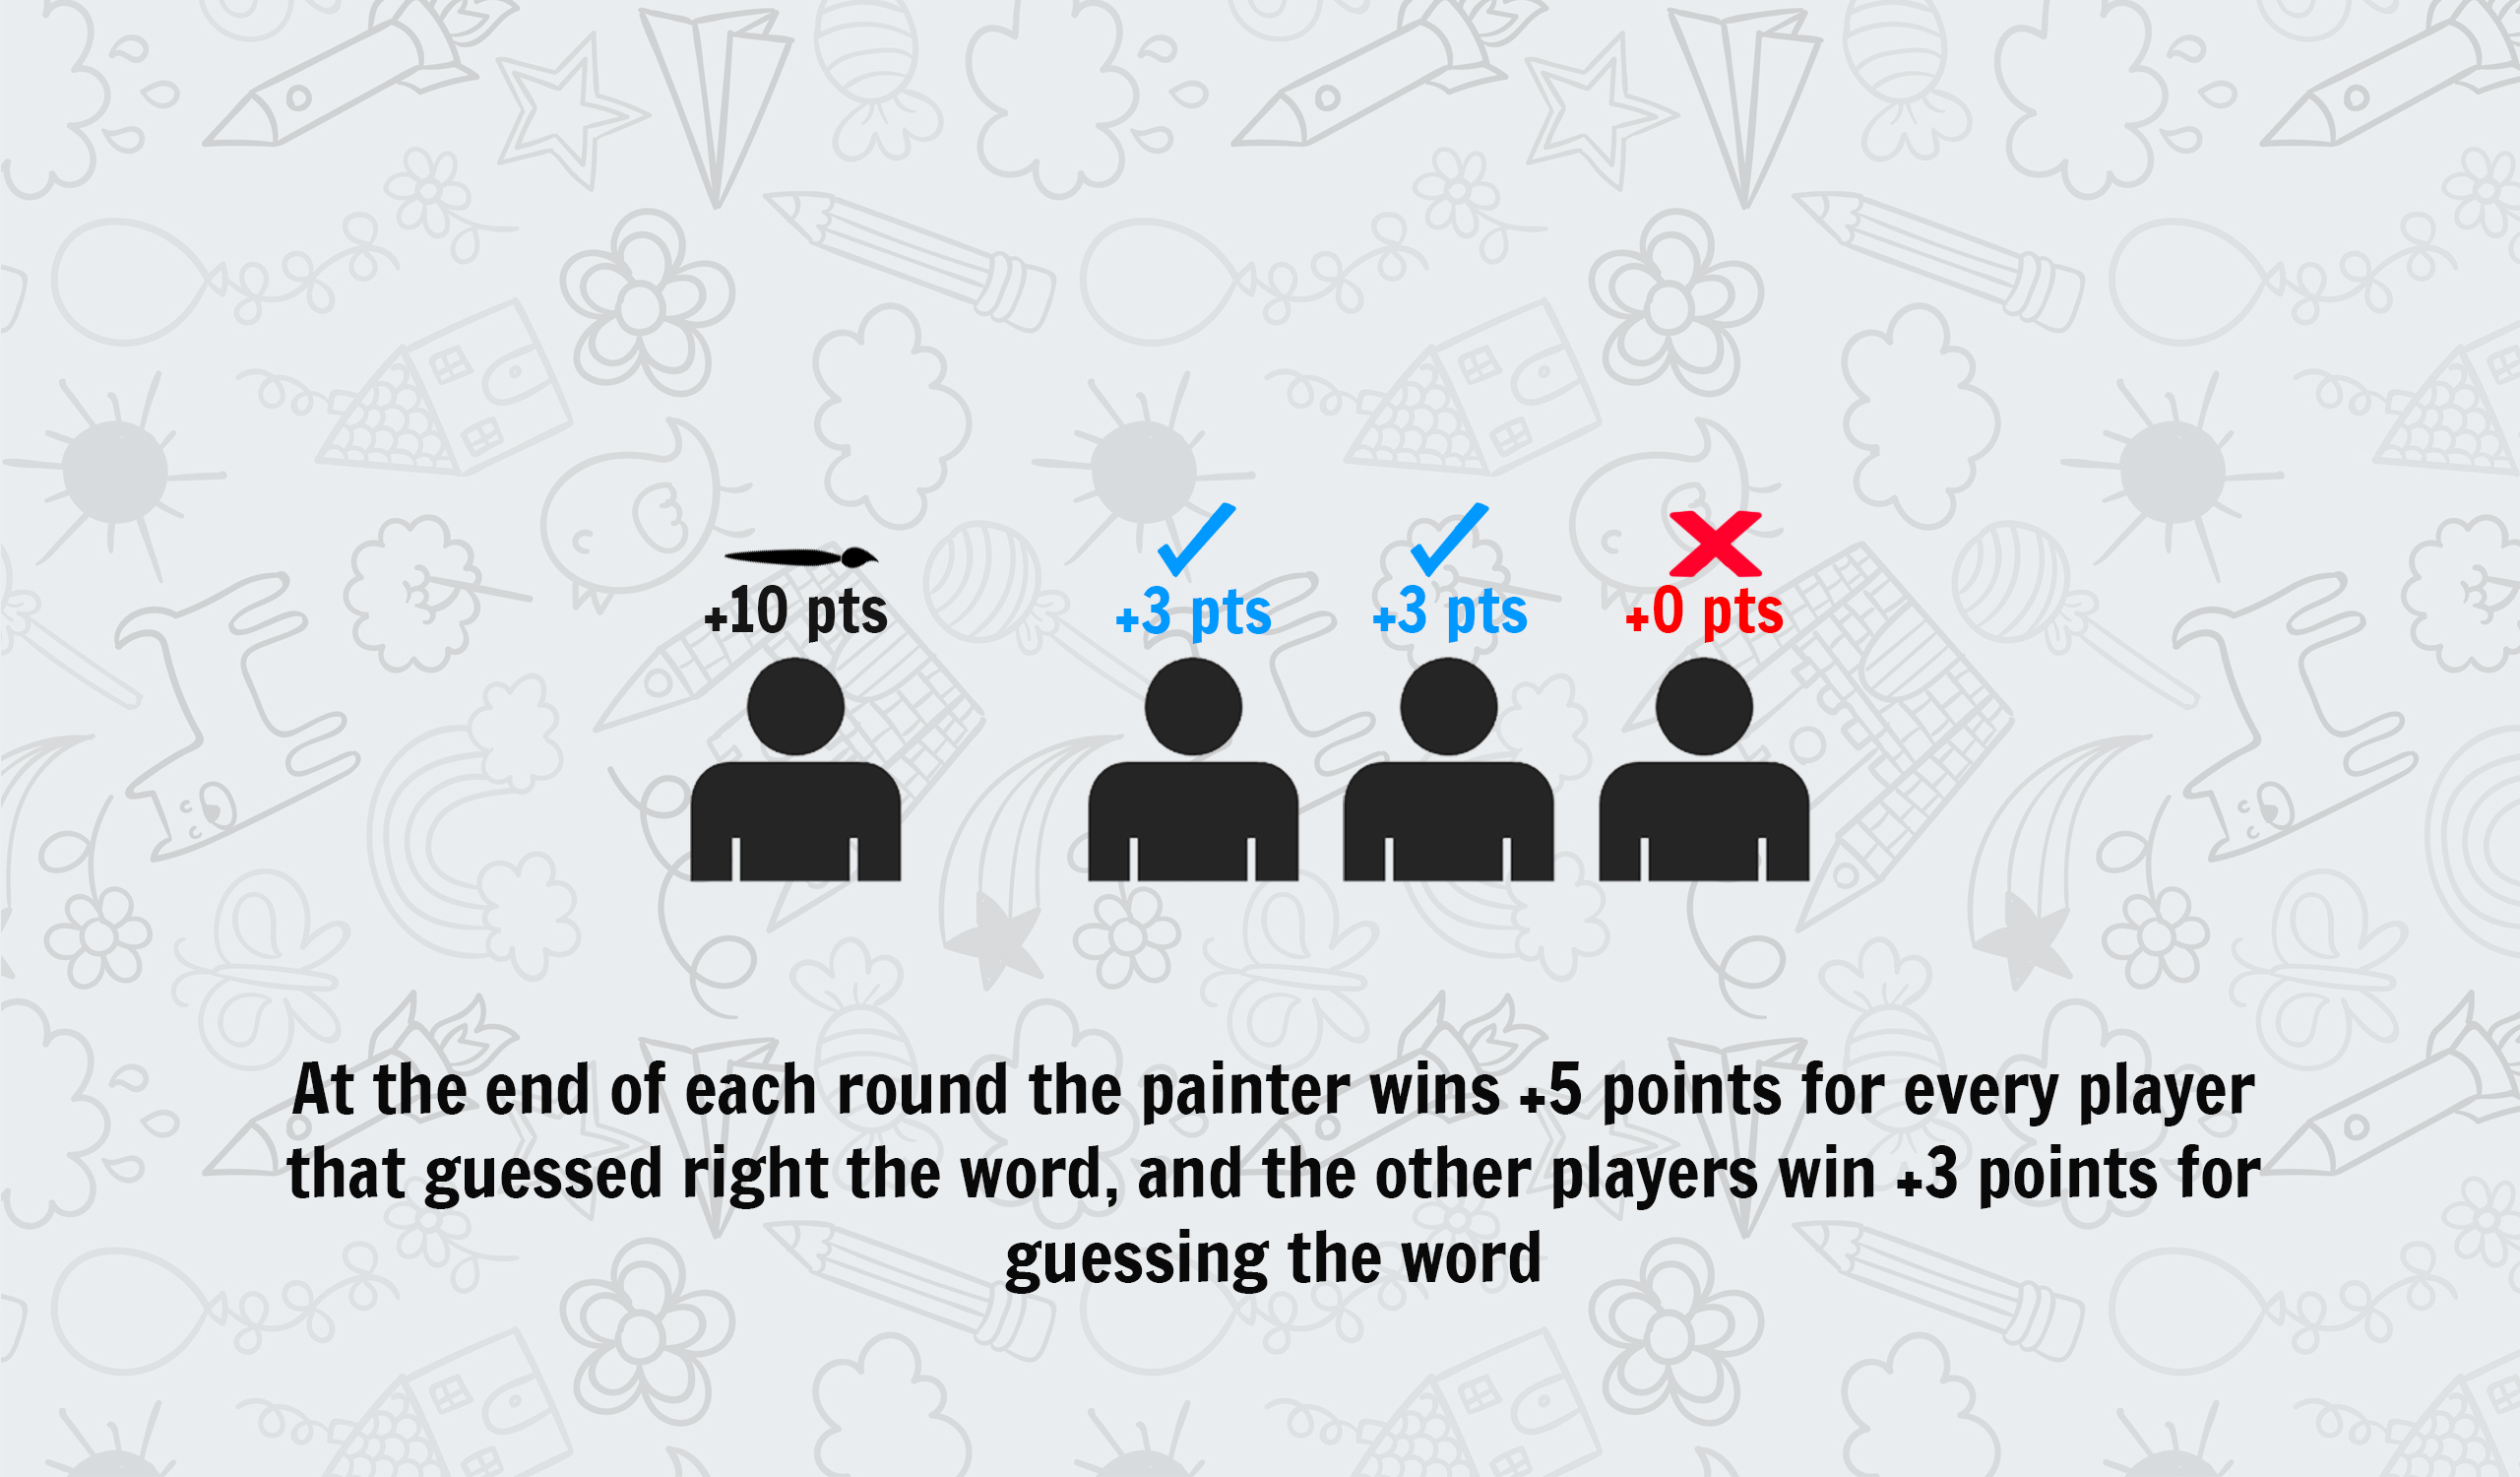 +10 pts
+3 pts
+3 pts
+0 pts
At the end of each round the painter wins +5 points for every player
that guessed right the word, and the other players win +3 points for
guessing the word